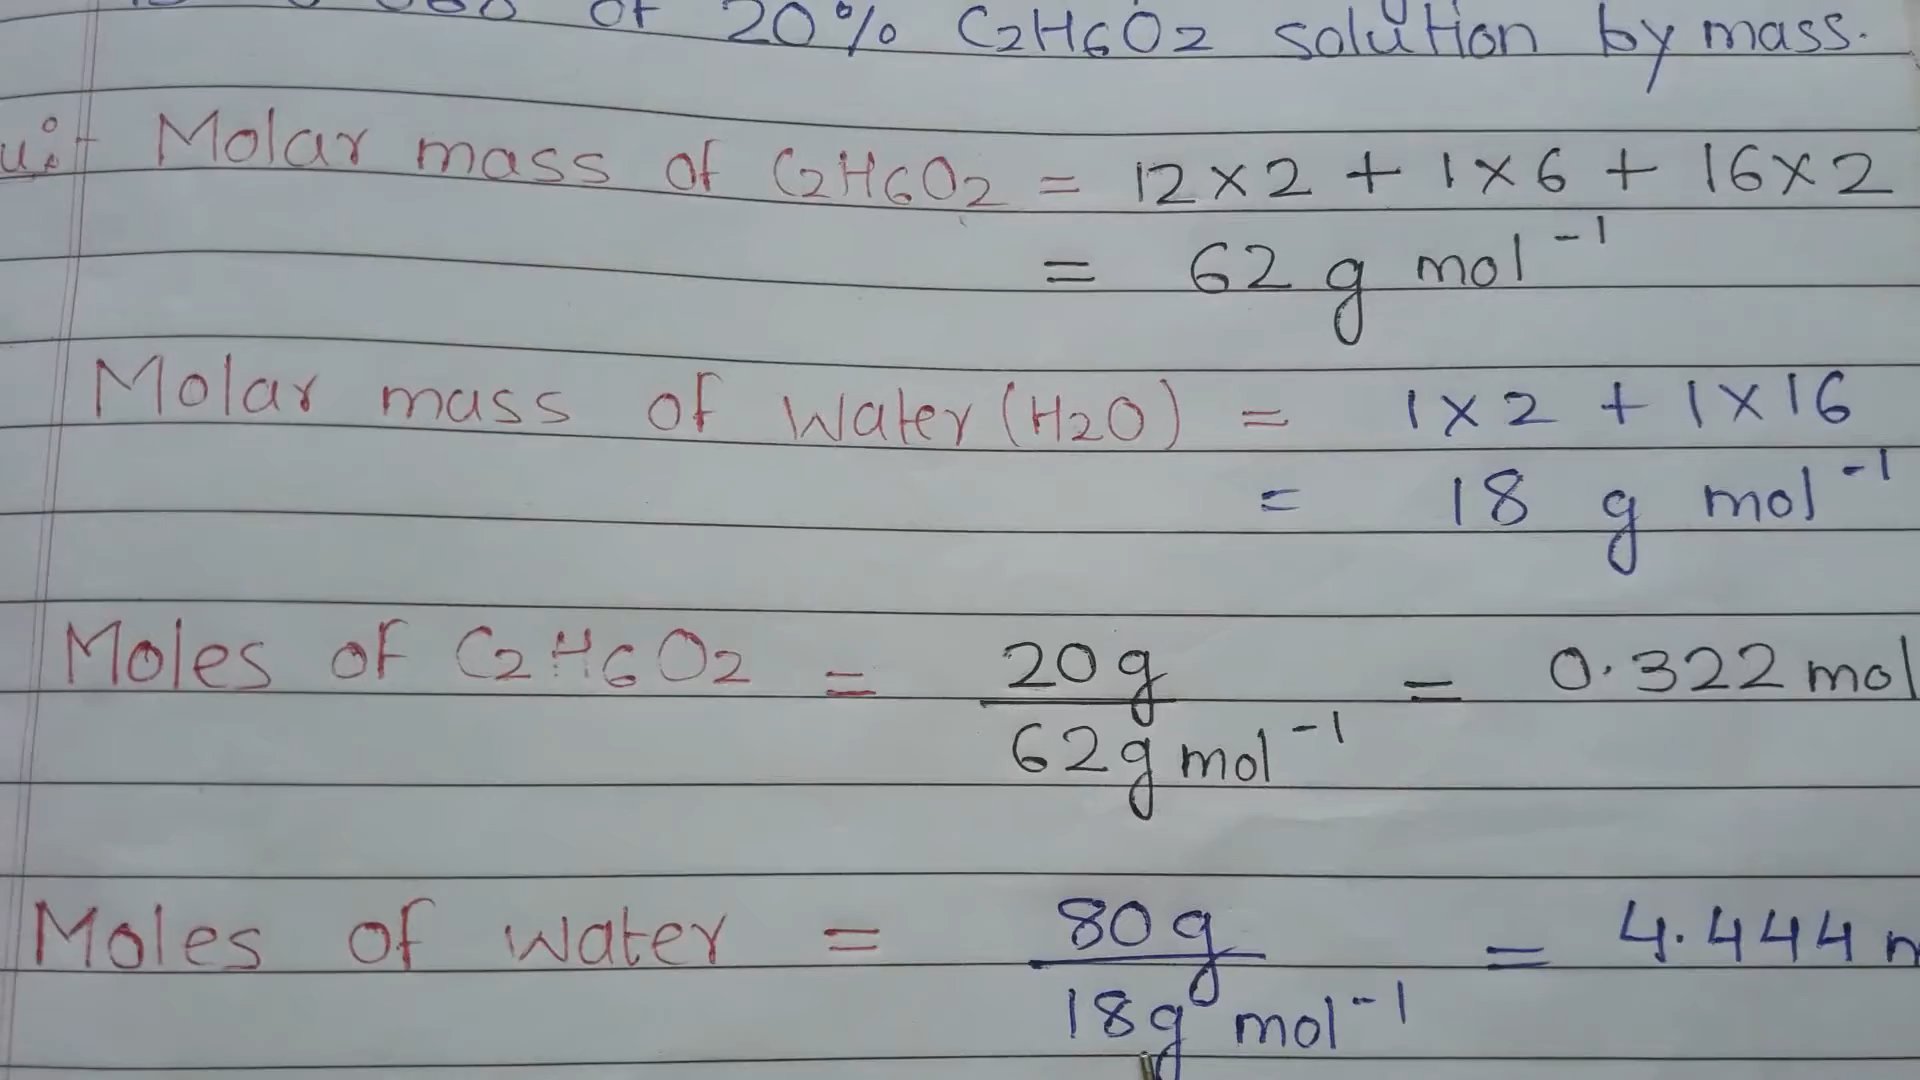 of 20% C2H6O2 solution by mass.
Molar mass of C2H6O2 = 12 × 2 + 1 × 6 + 16 × 2
= 62 g mol⁻¹
Molar mass of Water (H2O) = 1 × 2 + 1 × 16
= 18 g mol⁻¹
Moles of C2H6O2 = 20g / 62g mol⁻¹ = 0.322 mol
Moles of water = 80g / 18g mol⁻¹ = 4.444